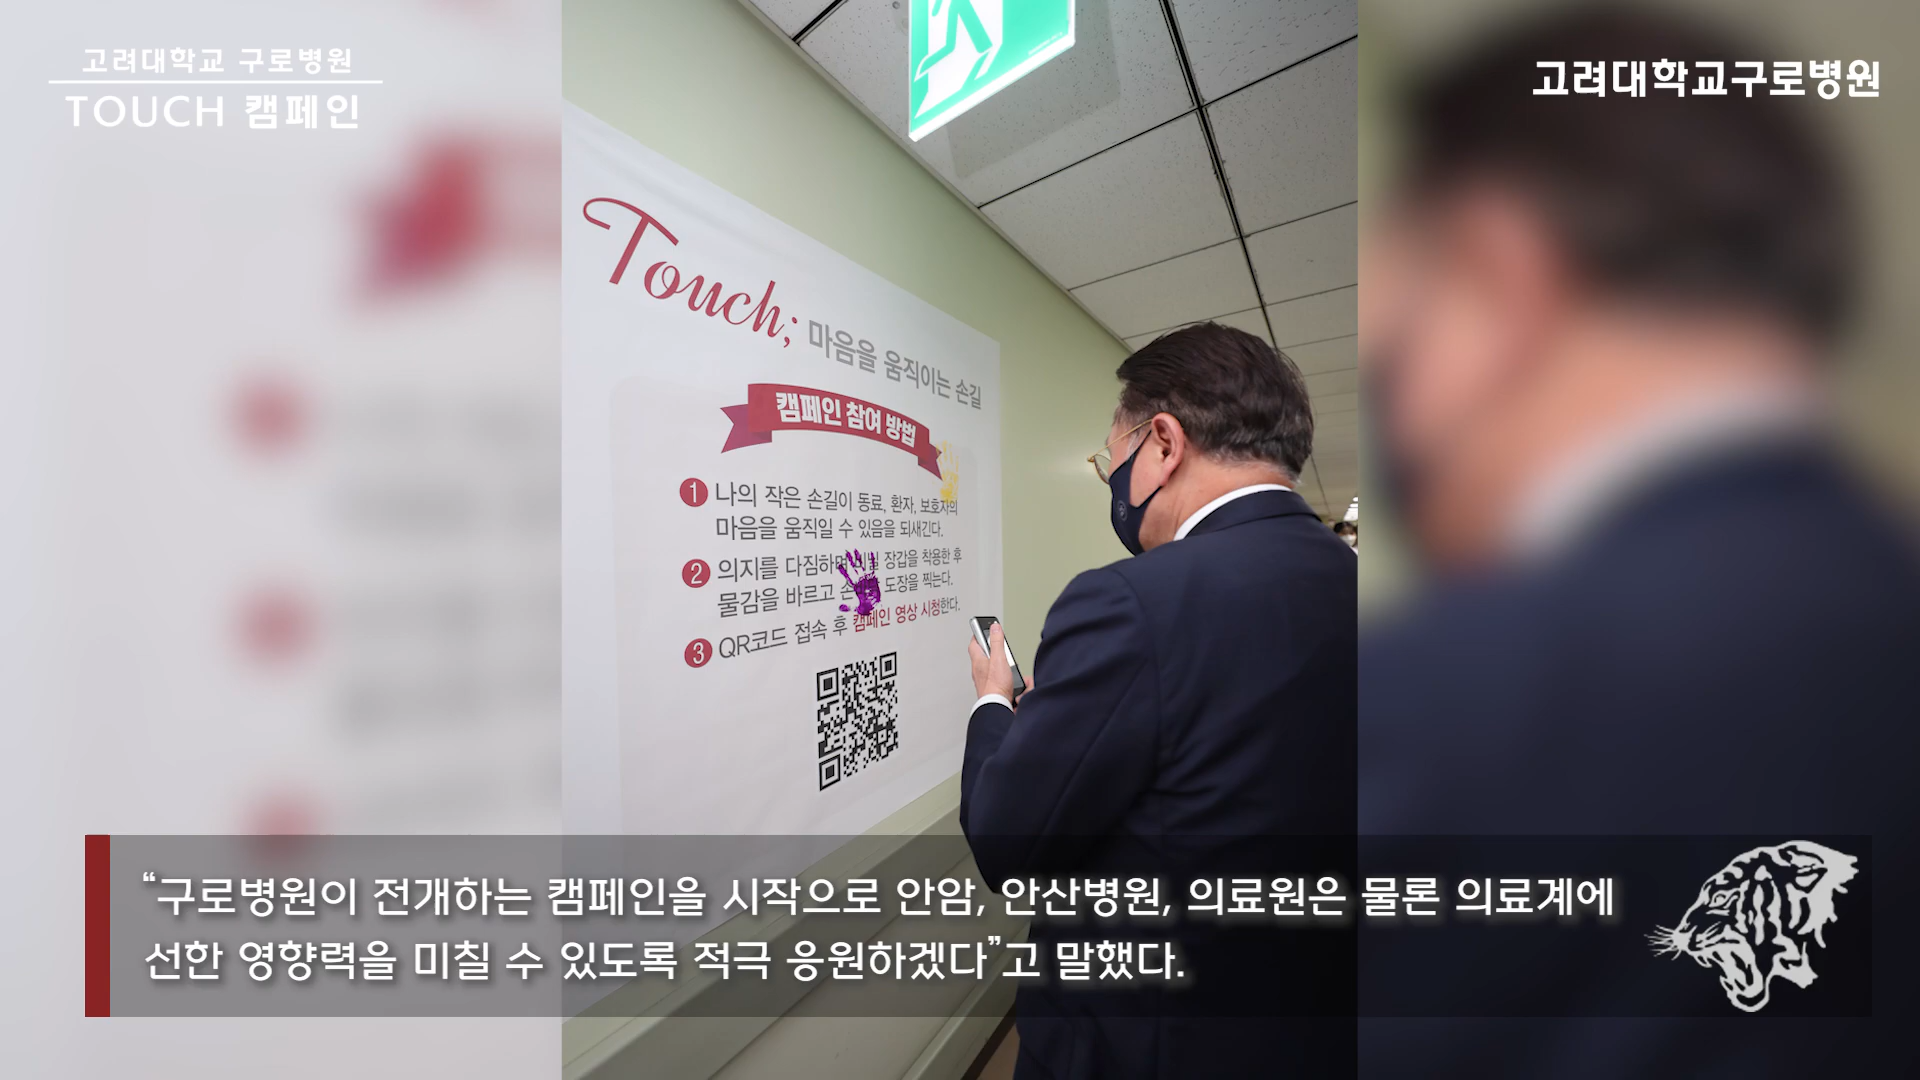 고려대학교 구로병원
TOUCH 캠페인
고려대학교구로병원
Touch; 마음을 움직이는 손길
캠페인 참여 방법
1 나의 작은 손길이 동료, 환자, 보호자의
마음을 움직일 수 있음을 되새긴다.
2 의지를 다짐하며 비닐 장갑을 착용한 후
물감을 바르고 도장을 찍는다.
3 QR코드 접속 후 캠페인 영상 시청한다.
“구로병원이 전개하는 캠페인을 시작으로 안암, 안산병원, 의료원은 물론 의료계에
선한 영향력을 미칠 수 있도록 적극 응원하겠다”고 말했다.